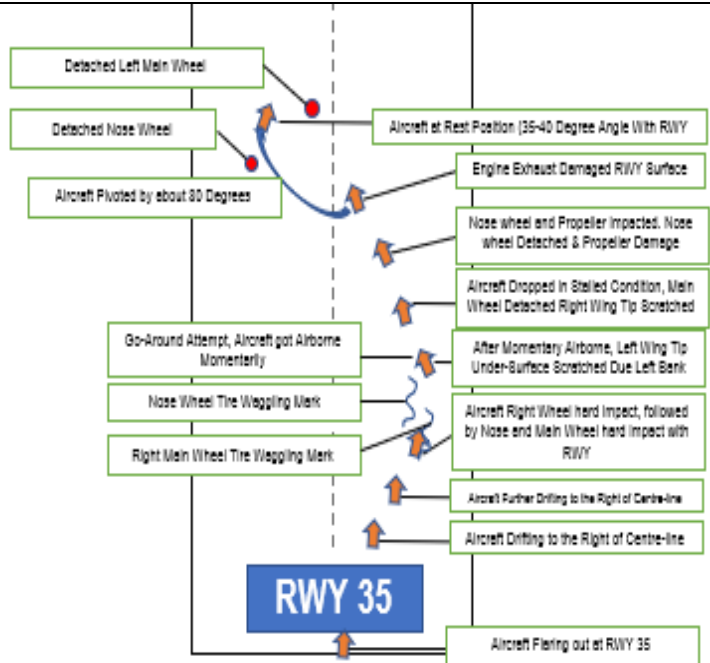 Detached Left Main Wheel
Detached Nose Wheel
Aircraft at Rest Position (35-40 Degree Angle With RWY
Engine Exhaust Damaged RWY Surface
Aircraft Pivoted by about 80 Degrees
Nose wheel and Propeller Impacted. Nose
wheel Detached & Propeller Damage
Aircraft Dropped in Stalled Condition, Main
Wheel Detached Right Wing Tip Scratched
Go-Around Attempt, Aircraft got Airborne
Momentarily
After Momentary Airborne, Left Wing Tip
Under-Surface Scratched Due Left Bank
Nose Wheel Tire Waggling Mark
Aircraft Right Wheel hard Impact, followed
by Nose and Main Wheel hard Impact with
RWY
Right Main Wheel Tire Waggling Mark
Aircraft Further Drifting to the Right of Centre-line
Aircraft Drifting to the Right of Centre-line
RWY 35
Aircraft Flaring out at RWY 35